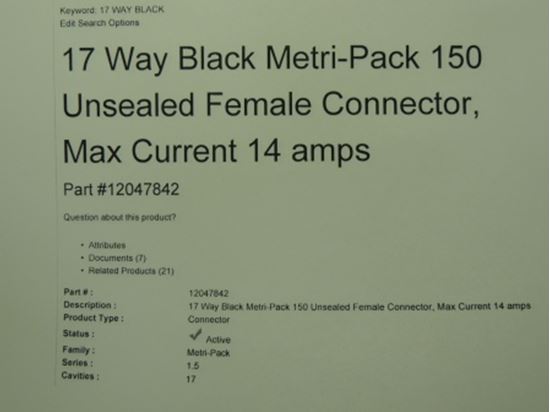 Keyword: 17 WAY BLACK
Edit Search Options
17 Way Black Metri-Pack 150
Unsealed Female Connector,
Max Current 14 amps
Part #12047842
Question about this product?
• Attributes
• Documents (7)
• Related Products (21)
Part # : 12047842
Description : 17 Way Black Metri-Pack 150 Unsealed Female Connector, Max Current 14 amps
Product Type : Connector
Status : ✔ Active
Family : Metri-Pack
Series : 1.5
Cavities : 17